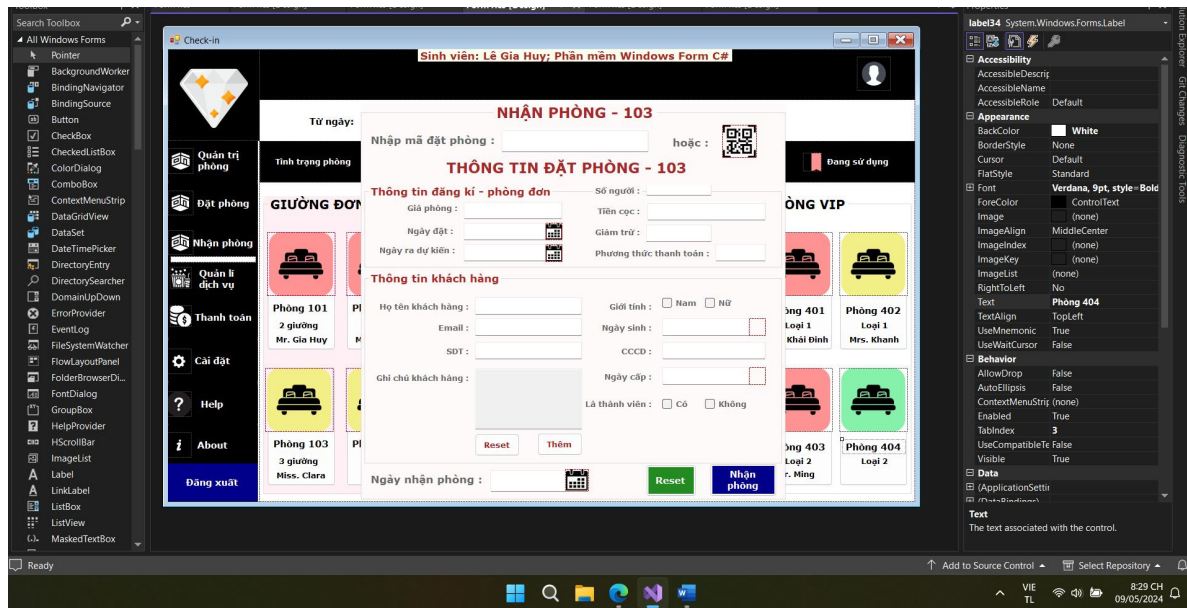 Search Toolbox
All Windows Forms
Pointer
BackgroundWorker
BindingNavigator
BindingSource
Button
CheckBox
CheckedListBox
ColorDialog
ComboBox
ContextMenuStrip
DataGridView
DataSet
DateTimePicker
DirectoryEntry
DirectorySearcher
DomainUpDown
ErrorProvider
EventLog
FileSystemWatcher
FlowLayoutPanel
FolderBrowserDi...
FontDialog
GroupBox
HelpProvider
HScrollBar
ImageList
Label
LinkLabel
ListBox
ListView
MaskedTextBox
Check-in
Sinh viên: Lê Gia Huy; Phần mềm Windows Form C#
Từ ngày:
Quản trị
phòng
Đặt phòng
Nhận phòng
Quản lí
dịch vụ
Thanh toán
Cài đặt
Help
About
Đăng xuất
Tình trạng phòng
Đang sử dụng
GIƯỜNG ĐƠN
ÒNG VIP
Phòng 101
2 giường
Mr. Gia Huy
Phòng 103
3 giường
Miss. Clara
NHẬN PHÒNG - 103
Nhập mã đặt phòng :
hoặc :
THÔNG TIN ĐẶT PHÒNG - 103
Thông tin đăng kí - phòng đơn
Số người :
Giá phòng :
Tiền cọc :
Ngày đặt :
Giảm trừ :
Ngày ra dự kiến :
Phương thức thanh toán :
Thông tin khách hàng
Họ tên khách hàng :
Giới tính :
Nam
Nữ
Email :
Ngày sinh :
SDT :
CCCD :
Ghi chú khách hàng :
Ngày cấp :
Là thành viên :
Có
Không
Reset
Thêm
Ngày nhận phòng :
Reset
Nhận
phòng
òng 401
Loại 1
Khải Đình
Phòng 402
Loại 1
Mrs. Khanh
òng 403
Loại 2
r. Ming
Phòng 404
Loại 2
label34 System.Windows.Forms.Label
Accessibility
AccessibleDescrip
AccessibleName
AccessibleRole Default
Appearance
BackColor White
BorderStyle None
Cursor Default
FlatStyle Standard
Font Verdana, 9pt, style=Bold
ForeColor ControlText
Image (none)
ImageAlign MiddleCenter
ImageIndex (none)
ImageKey (none)
ImageList (none)
RightToLeft No
Text Phòng 404
TextAlign TopLeft
UseMnemonic True
UseWaitCursor False
Behavior
AllowDrop False
AutoEllipsis False
ContextMenuStrip (none)
Enabled True
TabIndex 3
UseCompatibleTe False
Visible True
Data
(ApplicationSettin
(DataBindings)
Text
The text associated with the control.
Git Changes
Diagnostic Tools
Ready
Add to Source Control
Select Repository
VIE
TL
8:29 CH
09/05/2024